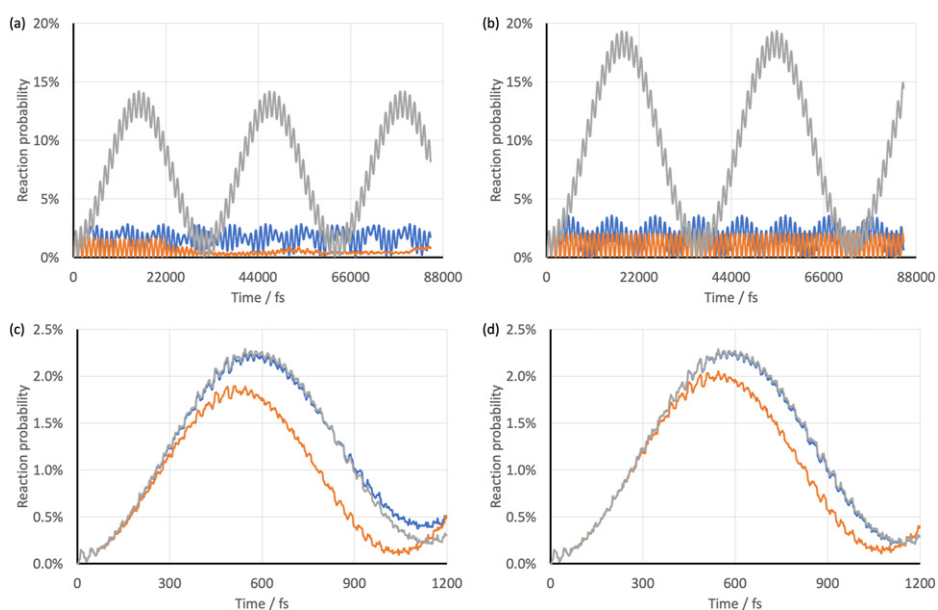 (a)
20%
15%
10%
5%
0%
Reaction probability
0 22000 44000 66000 88000
Time / fs
(b)
20%
15%
10%
5%
0%
Reaction probability
0 22000 44000 66000 88000
Time / fs
(c)
2.5%
2.0%
1.5%
1.0%
0.5%
0.0%
Reaction probability
0 300 600 900 1200
Time / fs
(d)
2.5%
2.0%
1.5%
1.0%
0.5%
0.0%
Reaction probability
0 300 600 900 1200
Time / fs